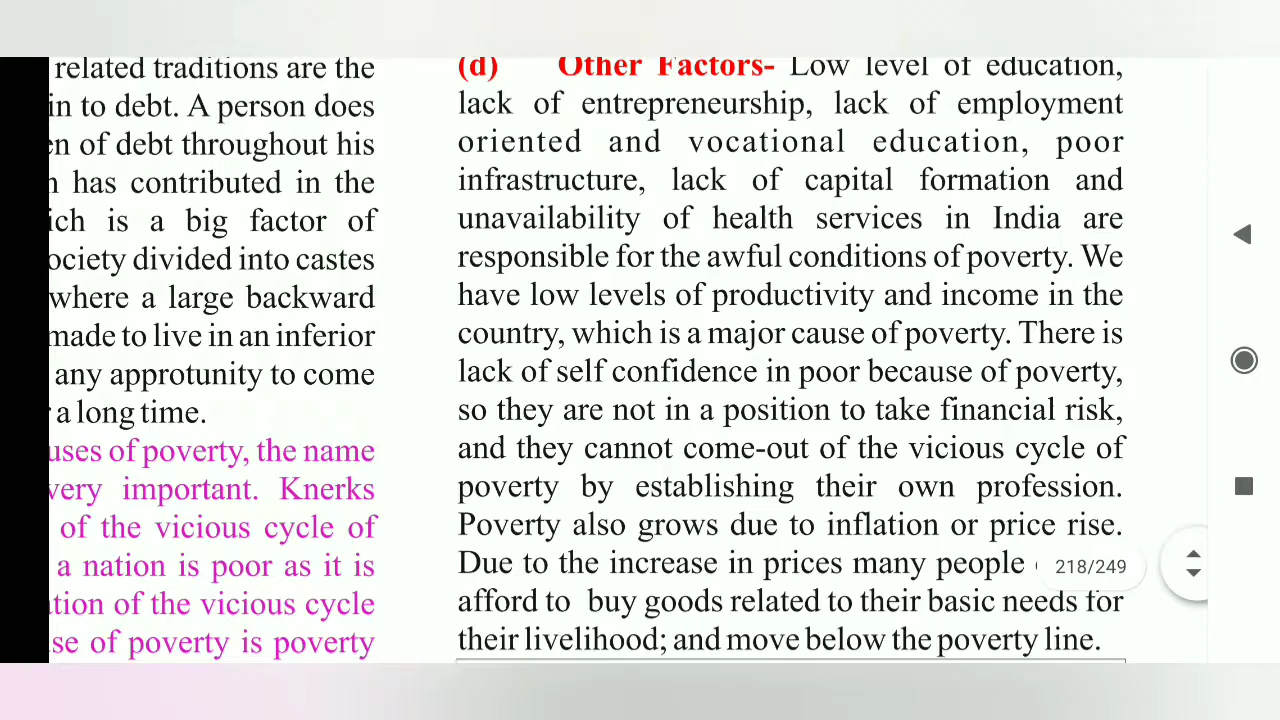 related traditions are the
in to debt. A person does
of debt throughout his
has contributed in the
is a big factor of
divided into castes
where a large backward
made to live in an inferior
any approtunity to come
a long time.
of poverty, the name
very important. Knerks
of the vicious cycle of
a nation is poor as it is
of the vicious cycle
of poverty is poverty
(d) Other Factors- Low level of education,
lack of entrepreneurship, lack of employment
oriented and vocational education, poor
infrastructure, lack of capital formation and
unavailability of health services in India are
responsible for the awful conditions of poverty. We
have low levels of productivity and income in the
country, which is a major cause of poverty. There is
lack of self confidence in poor because of poverty,
so they are not in a position to take financial risk,
and they cannot come-out of the vicious cycle of
poverty by establishing their own profession.
Poverty also grows due to inflation or price rise.
Due to the increase in prices many people
218/249
afford to buy goods related to their basic needs for
their livelihood; and move below the poverty line.